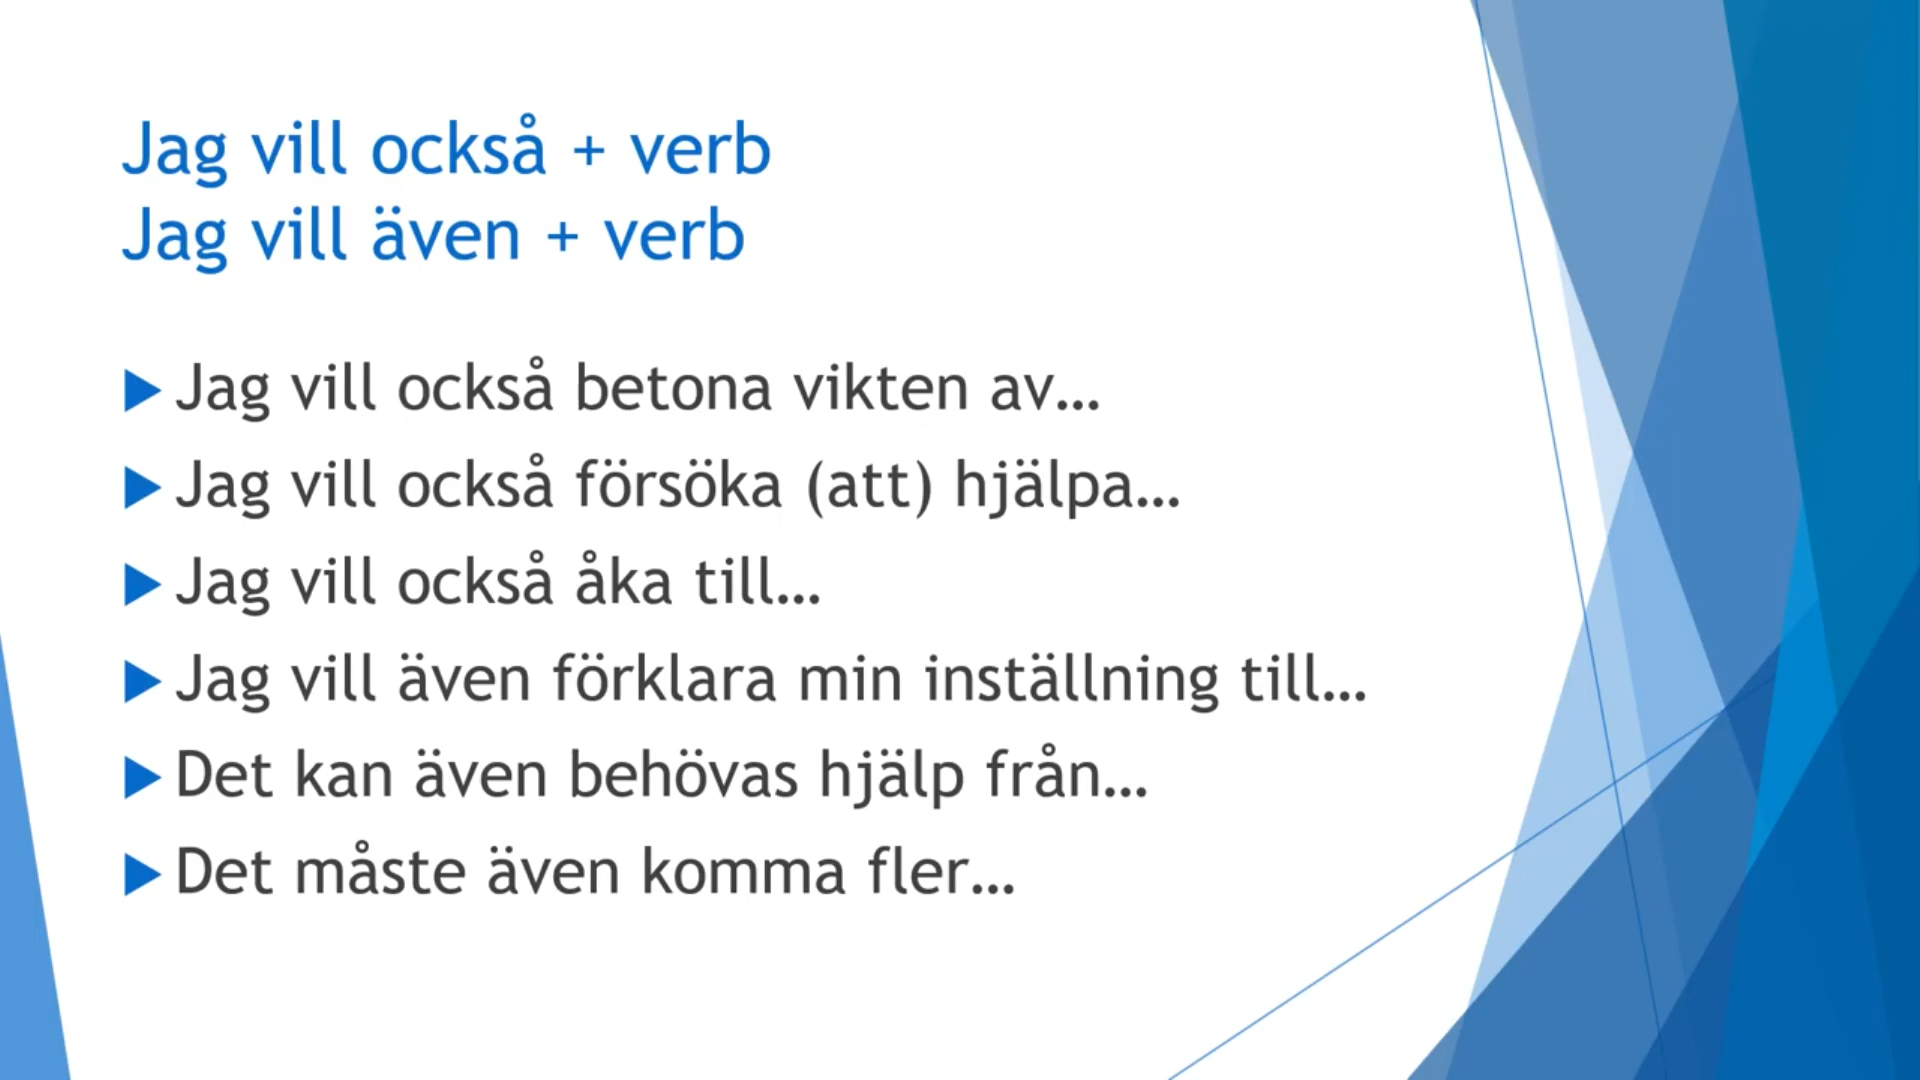 Jag vill också + verb
Jag vill även + verb
Jag vill också betona vikten av…
Jag vill också försöka (att) hjälpa…
Jag vill också åka till…
Jag vill även förklara min inställning till…
Det kan även behövas hjälp från…
Det måste även komma fler…